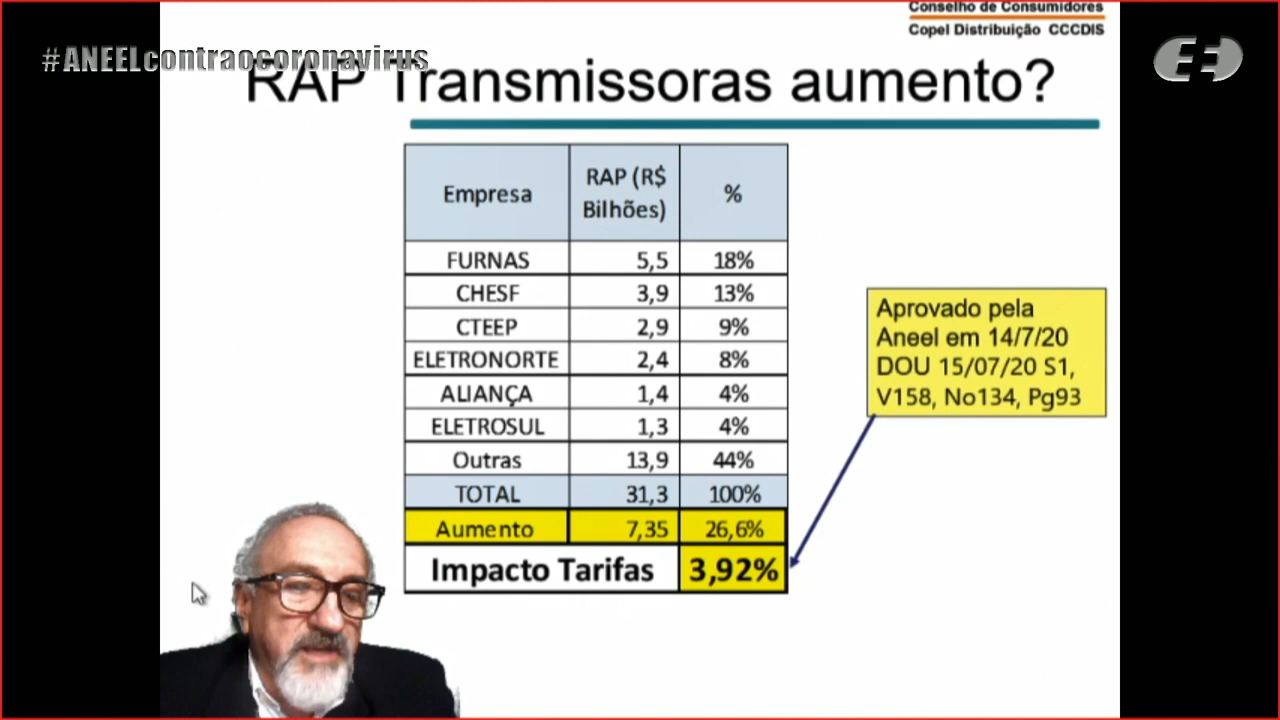 Conselho de Consumidores
Copel Distribuição CCCDIS
#ANEELcontraocoronavirus
RAP Transmissoras aumento?
Empresa RAP (R$ Bilhões) %
FURNAS 5,5 18%
CHESF 3,9 13%
CTEEP 2,9 9%
ELETRONORTE 2,4 8%
ALIANÇA 1,4 4%
ELETROSUL 1,3 4%
Outras 13,9 44%
TOTAL 31,3 100%
Aumento 7,35 26,6%
Impacto Tarifas 3,92%
Aprovado pela
Aneel em 14/7/20
DOU 15/07/20 S1,
V158, No134, Pg93